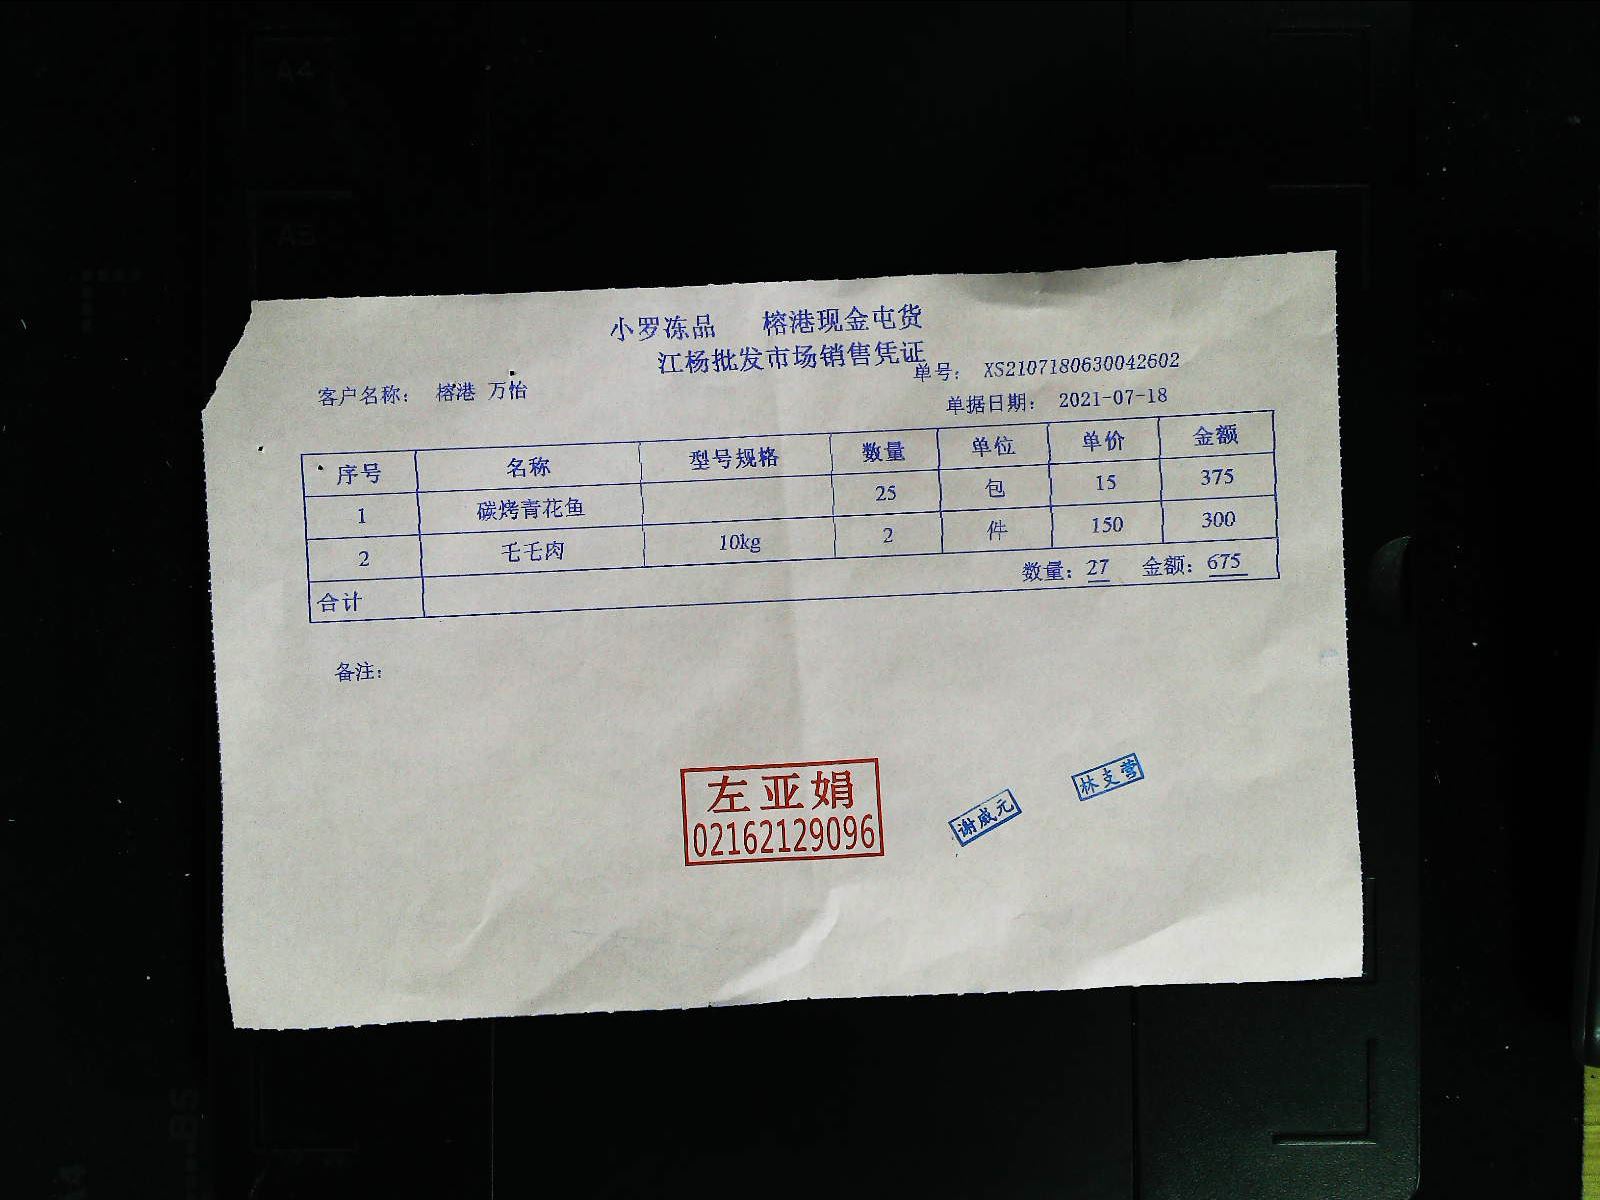 小罗冻品 榕港现金屯货
江杨批发市场销售凭证
单号: XS2107180630042602
客户名称: 榕港 万怡
单据日期: 2021-07-18
序号 名称 型号规格 数量 单位 单价 金额
1 碳烤青花鱼 25 包 15 375
2 毛毛肉 10kg 2 件 150 300
合计 数量: 27 金额: 675
备注:
左亚娟
02162129096
谢威元
林支营
A4
A5
B5